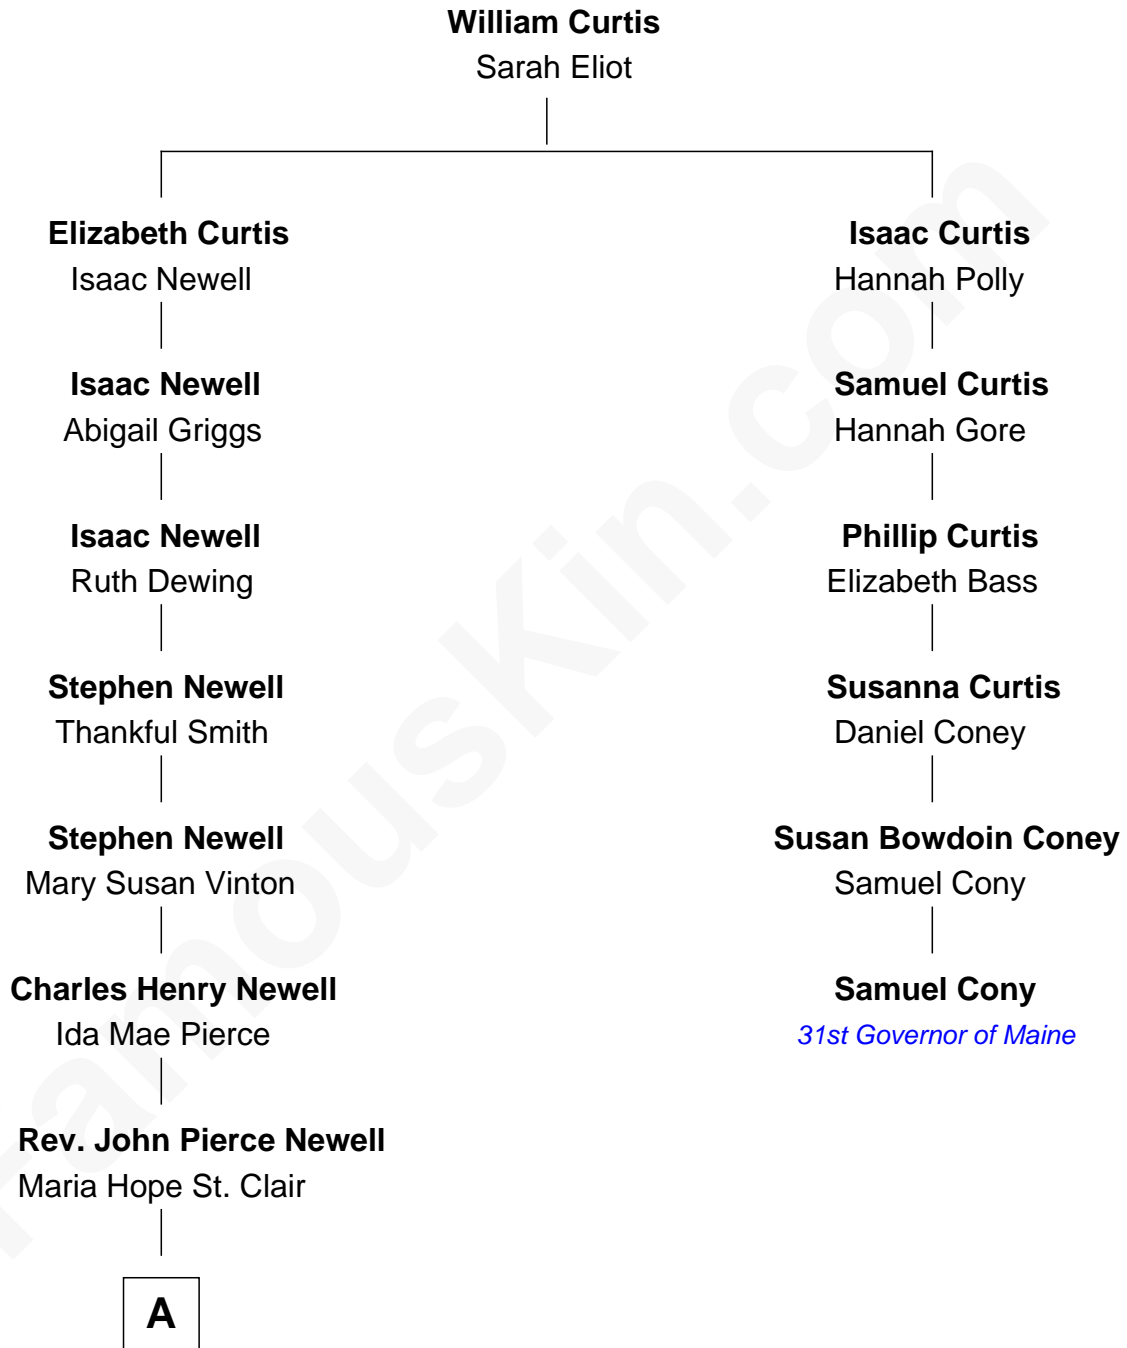 William Curtis
Sarah Eliot
Elizabeth Curtis
Isaac Newell
Isaac Curtis
Hannah Polly
Isaac Newell
Abigail Griggs
Samuel Curtis
Hannah Gore
Isaac Newell
Ruth Dewing
Phillip Curtis
Elizabeth Bass
Stephen Newell
Thankful Smith
Susanna Curtis
Daniel Coney
Stephen Newell
Mary Susan Vinton
Susan Bowdoin Coney
Samuel Cony
Charles Henry Newell
Ida Mae Pierce
Samuel Cony
31st Governor of Maine
Rev. John Pierce Newell
Maria Hope St. Clair
A
FamousKin.com